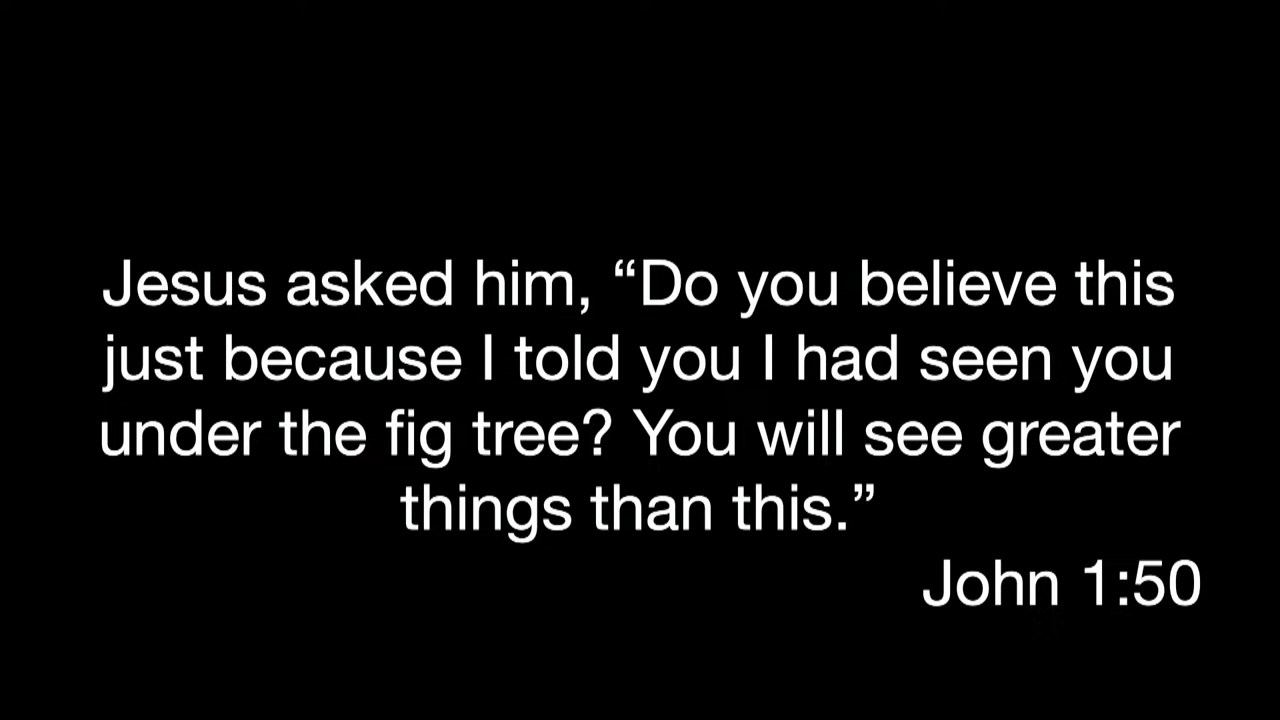 Jesus asked him, “Do you believe this
just because I told you I had seen you
under the fig tree? You will see greater
things than this.”
John 1:50